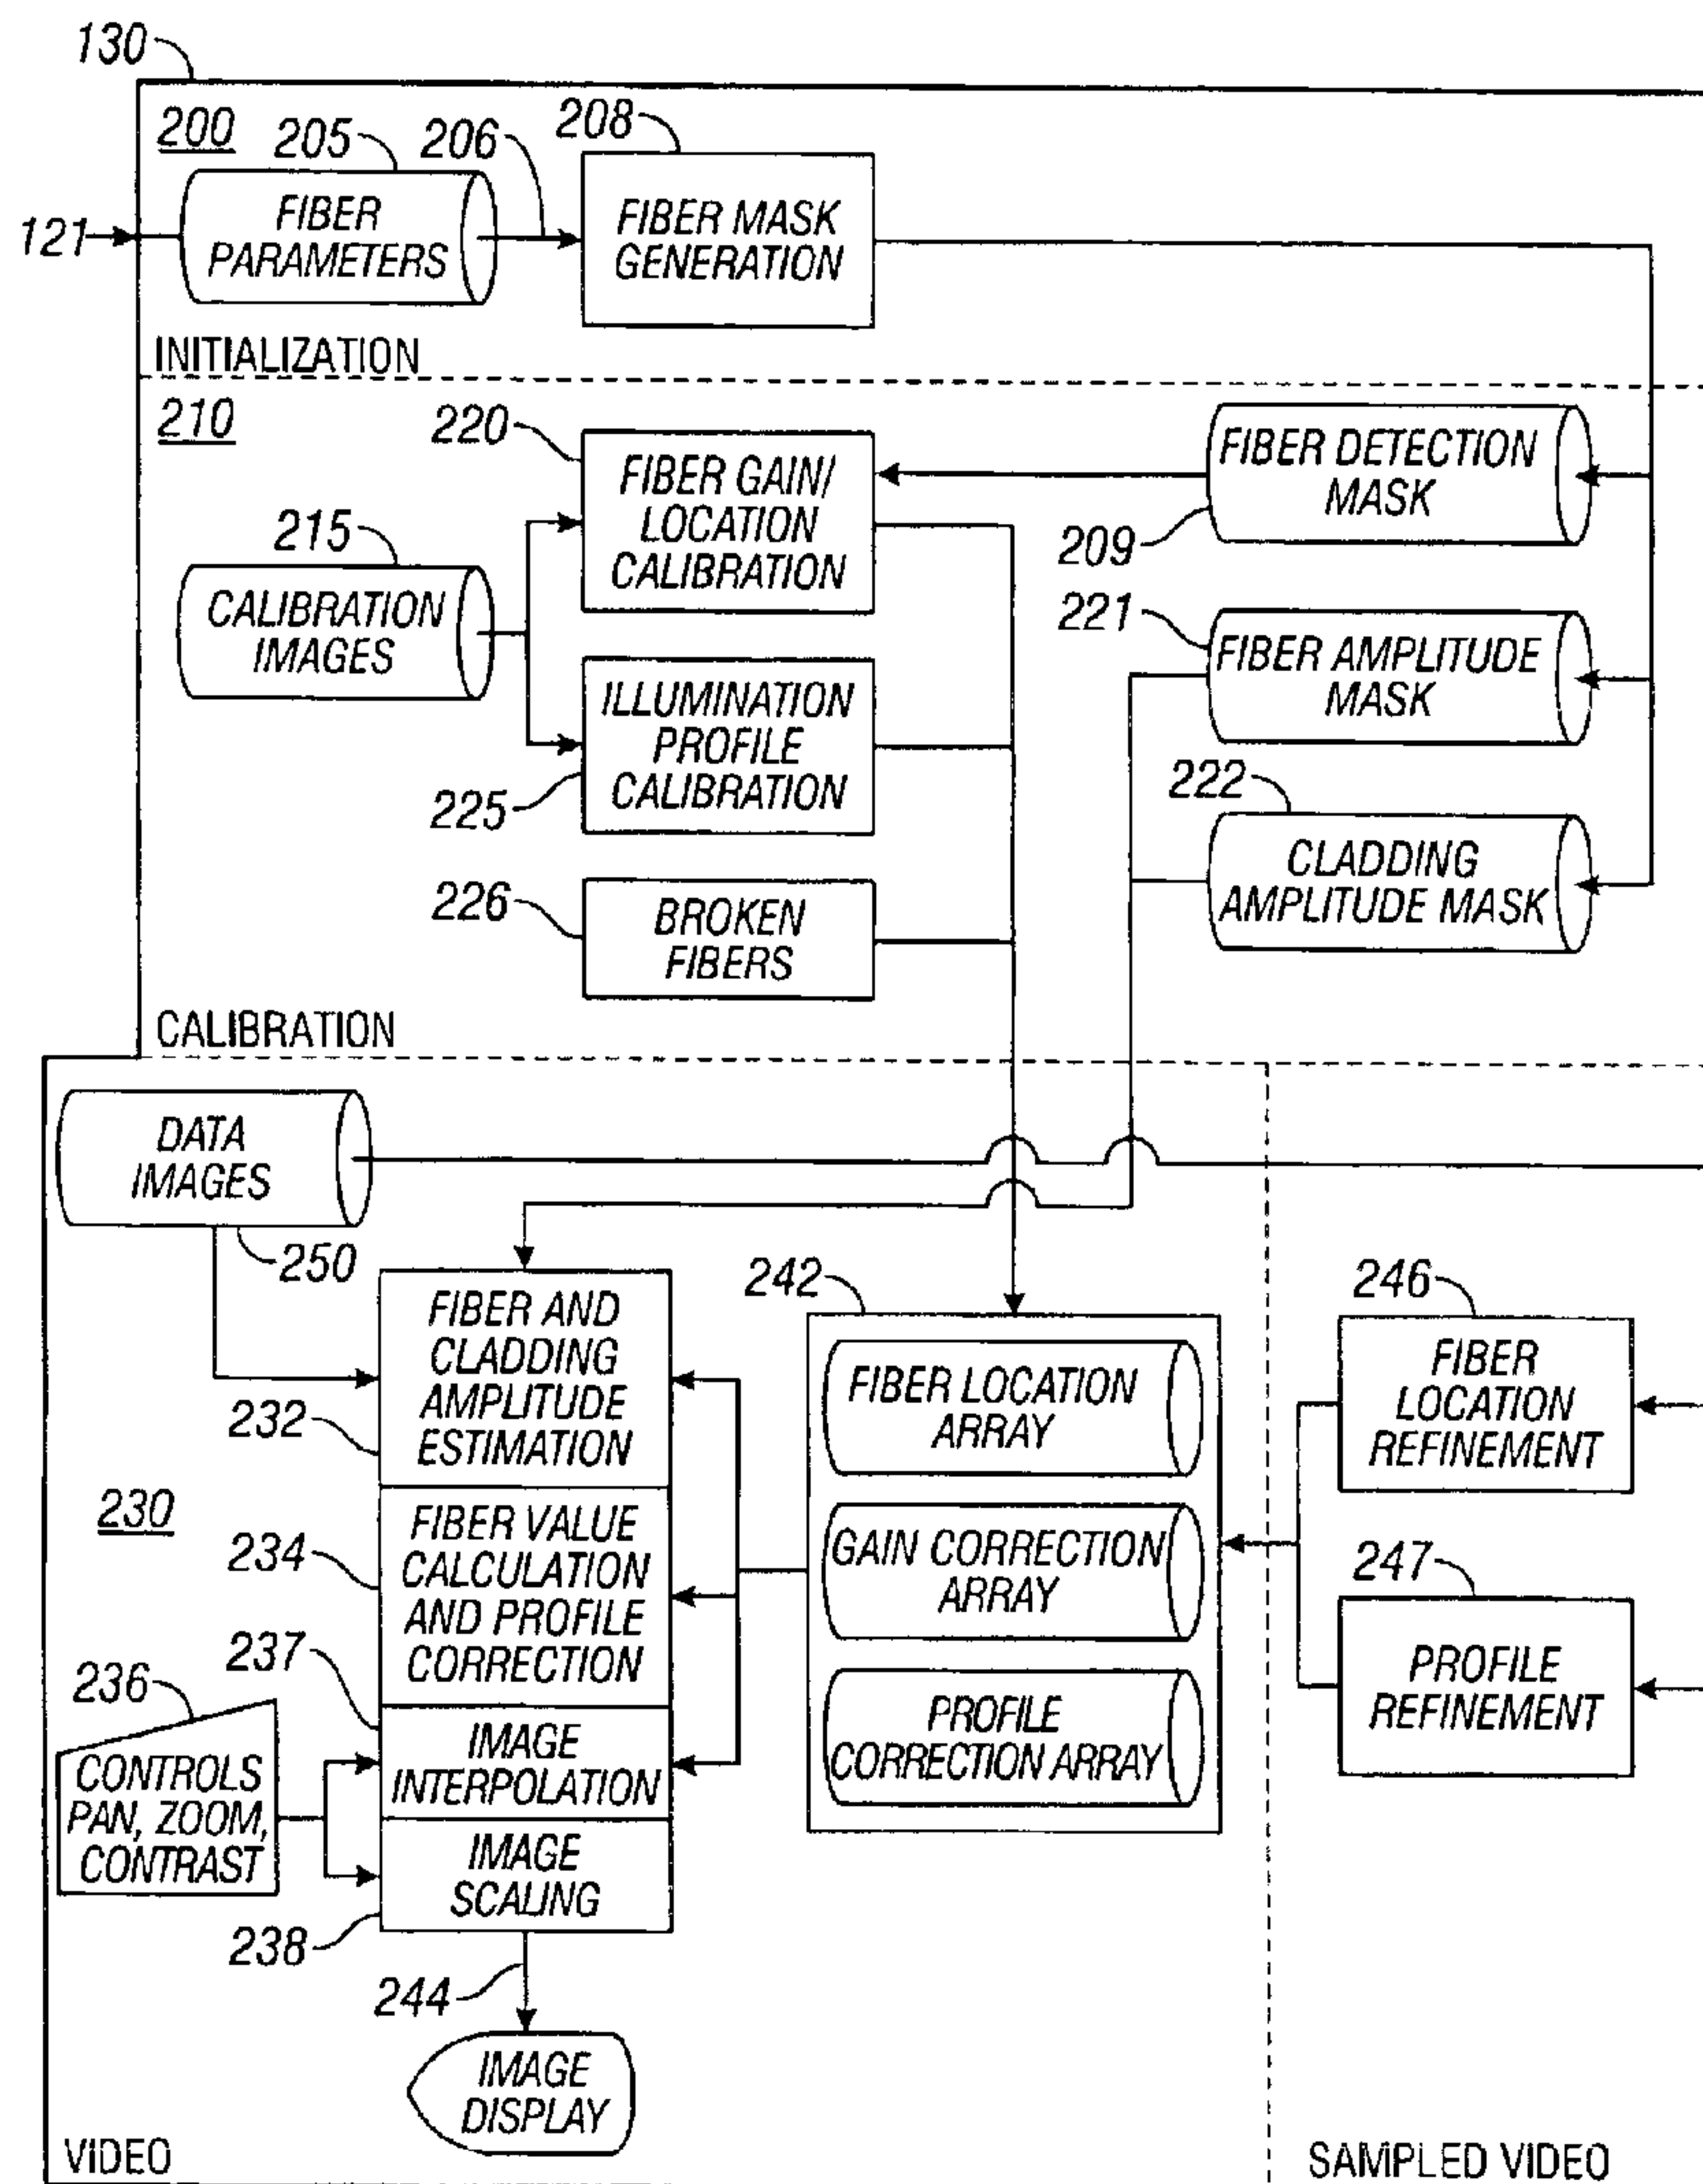 130
200
205
206
208
121
FIBER
PARAMETERS
FIBER MASK
GENERATION
INITIALIZATION
210
220
FIBER GAIN/
LOCATION
CALIBRATION
FIBER DETECTION
MASK
209
215
CALIBRATION
IMAGES
221
FIBER AMPLITUDE
MASK
ILLUMINATION
PROFILE
CALIBRATION
225
222
CLADDING
AMPLITUDE MASK
226
BROKEN
FIBERS
CALIBRATION
DATA
IMAGES
250
242
246
FIBER AND
CLADDING
AMPLITUDE
ESTIMATION
232
FIBER LOCATION
ARRAY
FIBER
LOCATION
REFINEMENT
230
234
FIBER VALUE
CALCULATION
AND PROFILE
CORRECTION
GAIN CORRECTION
ARRAY
247
PROFILE
REFINEMENT
236
237
CONTROLS
PAN, ZOOM,
CONTRAST
IMAGE
INTERPOLATION
PROFILE
CORRECTION ARRAY
IMAGE
SCALING
238
244
IMAGE
DISPLAY
VIDEO
SAMPLED VIDEO